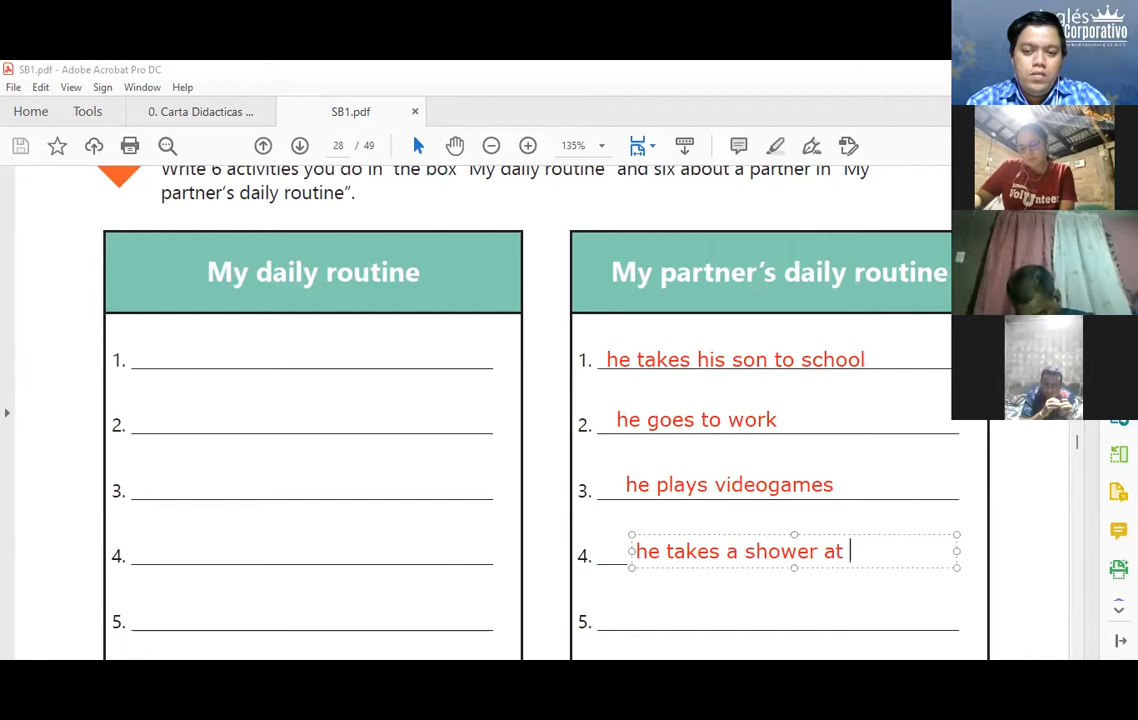 SB1.pdf - Adobe Acrobat Pro DC
File Edit View Sign Window Help
Home Tools 0. Carta Didacticas ... SB1.pdf ×
28 / 49 135%
Write 6 activities you do in "the box "My daily routine" and six about a partner in "My
partner's daily routine".
My daily routine
1.
2.
3.
4.
5.
My partner's daily routine
1. he takes his son to school
2. he goes to work
3. he plays videogames
4. he takes a shower at
5.
Inglés
Corporativo
Volunteer